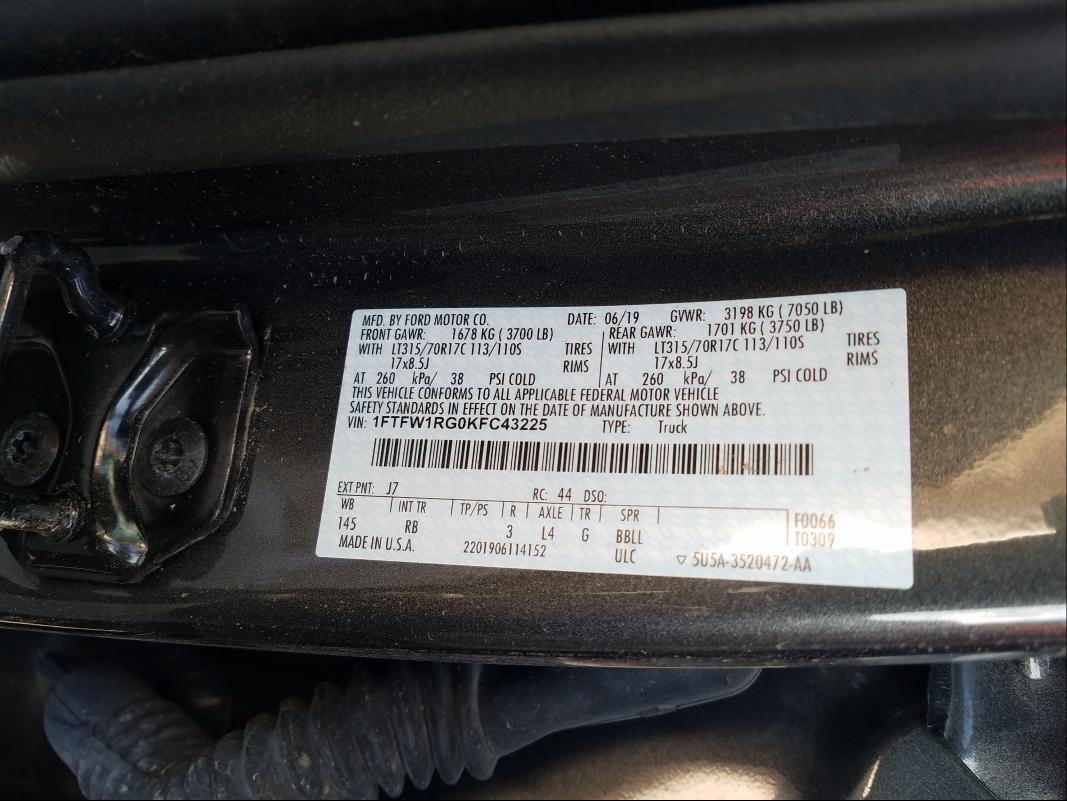 MFD. BY FORD MOTOR CO. DATE: 06/19 GVWR: 3198 KG ( 7050 LB)
FRONT GAWR: 1678 KG ( 3700 LB) REAR GAWR: 1701 KG ( 3750 LB)
WITH LT315/70R17C 113/110S TIRES WITH LT315/70R17C 113/110S TIRES
17x8.5J RIMS 17x8.5J RIMS
AT 260 kPa/ 38 PSI COLD AT 260 kPa/ 38 PSI COLD
THIS VEHICLE CONFORMS TO ALL APPLICABLE FEDERAL MOTOR VEHICLE
SAFETY STANDARDS IN EFFECT ON THE DATE OF MANUFACTURE SHOWN ABOVE.
VIN: 1FTFW1RG0KFC43225 TYPE: Truck
EXT PNT: J7 RC: 44 DSO:
WB INT TR TP/PS R AXLE TR SPR F0066
145 RB 3 L4 G BBLL T0309
MADE IN U.S.A. 2201906114152 ULC ▽ 5U5A-3520472-AA